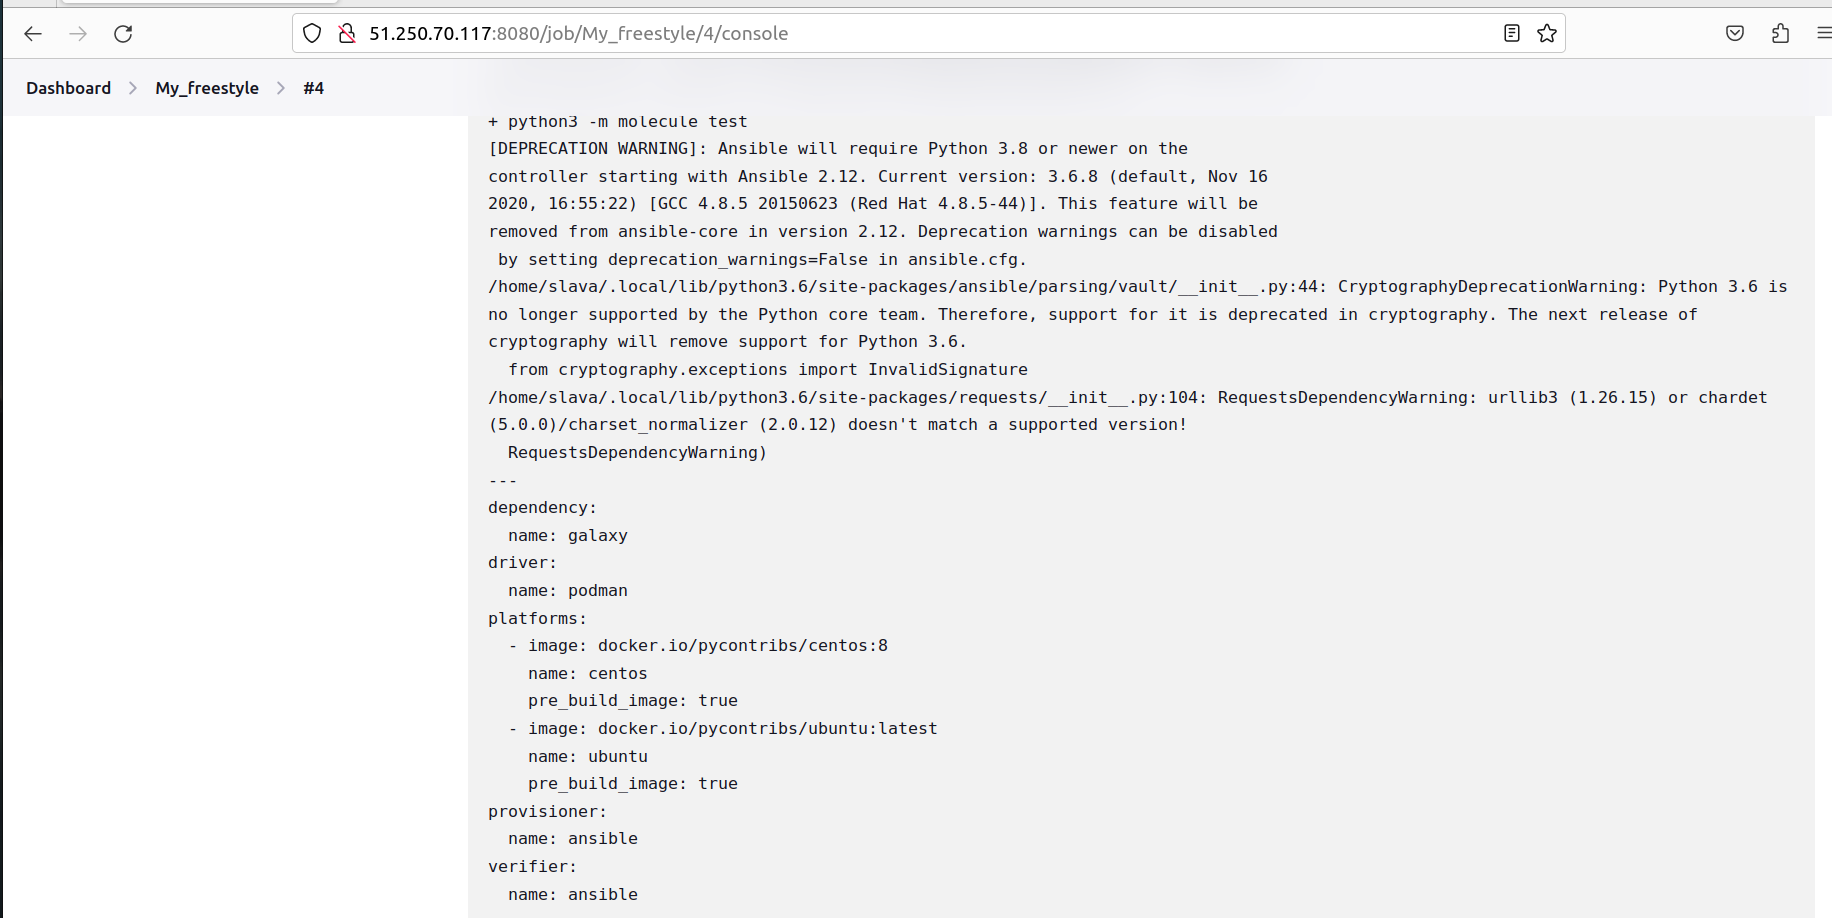 51.250.70.117:8080/job/My_freestyle/4/console
Dashboard > My_freestyle > #4
+ python3 -m molecule test
[DEPRECATION WARNING]: Ansible will require Python 3.8 or newer on the
controller starting with Ansible 2.12. Current version: 3.6.8 (default, Nov 16
2020, 16:55:22) [GCC 4.8.5 20150623 (Red Hat 4.8.5-44)]. This feature will be
removed from ansible-core in version 2.12. Deprecation warnings can be disabled
 by setting deprecation_warnings=False in ansible.cfg.
/home/slava/.local/lib/python3.6/site-packages/ansible/parsing/vault/__init__.py:44: CryptographyDeprecationWarning: Python 3.6 is
no longer supported by the Python core team. Therefore, support for it is deprecated in cryptography. The next release of
cryptography will remove support for Python 3.6.
  from cryptography.exceptions import InvalidSignature
/home/slava/.local/lib/python3.6/site-packages/requests/__init__.py:104: RequestsDependencyWarning: urllib3 (1.26.15) or chardet
(5.0.0)/charset_normalizer (2.0.12) doesn't match a supported version!
  RequestsDependencyWarning)
---
dependency:
  name: galaxy
driver:
  name: podman
platforms:
  - image: docker.io/pycontribs/centos:8
    name: centos
    pre_build_image: true
  - image: docker.io/pycontribs/ubuntu:latest
    name: ubuntu
    pre_build_image: true
provisioner:
  name: ansible
verifier:
  name: ansible